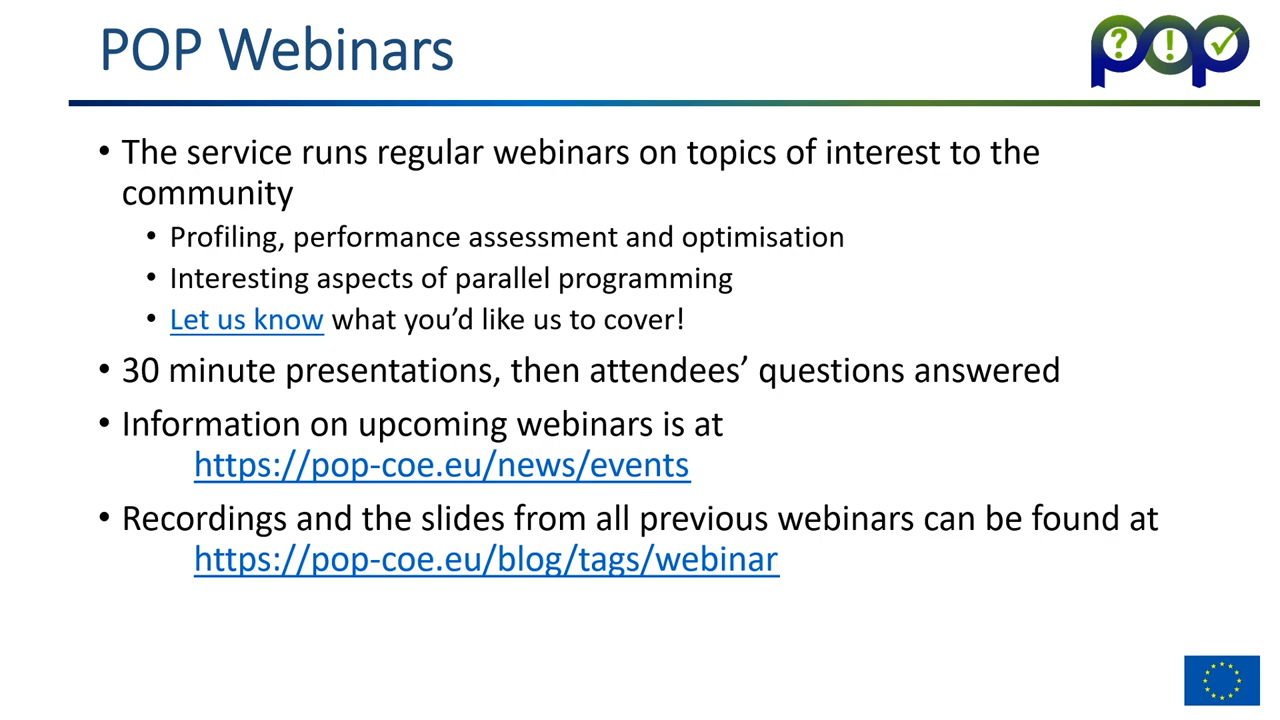 POP Webinars
pop
• The service runs regular webinars on topics of interest to the
community
• Profiling, performance assessment and optimisation
• Interesting aspects of parallel programming
• Let us know what you’d like us to cover!
• 30 minute presentations, then attendees’ questions answered
• Information on upcoming webinars is at
https://pop-coe.eu/news/events
• Recordings and the slides from all previous webinars can be found at
https://pop-coe.eu/blog/tags/webinar